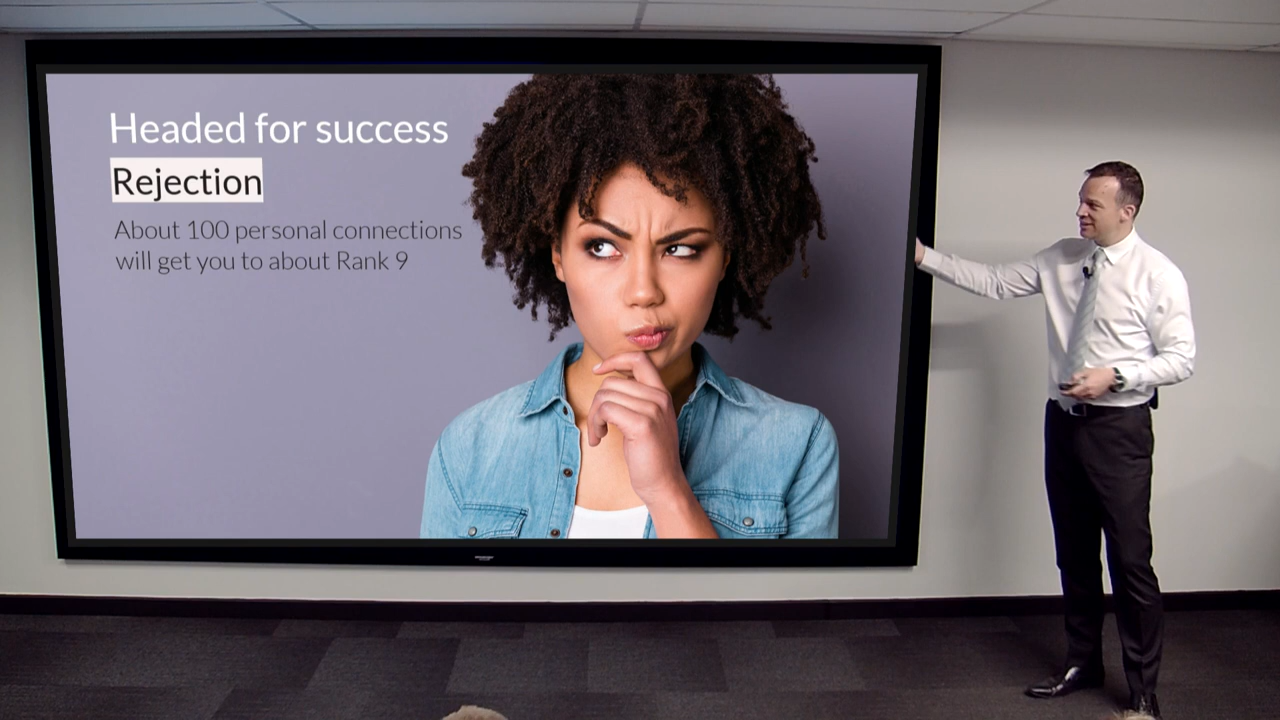 Headed for success
Rejection
About 100 personal connections
will get you to about Rank 9